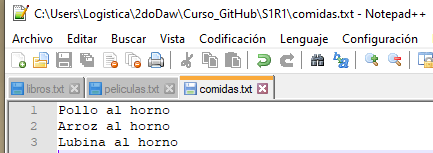 C:\Users\Logistica\2doDaw\Curso_GitHub\S1R1\comidas.txt - Notepad++
Archivo Editar Buscar Vista Codificación Lenguaje Configuración
libros.txt peliculas.txt comidas.txt
1 Pollo al horno
2 Arroz al horno
3 Lubina al horno